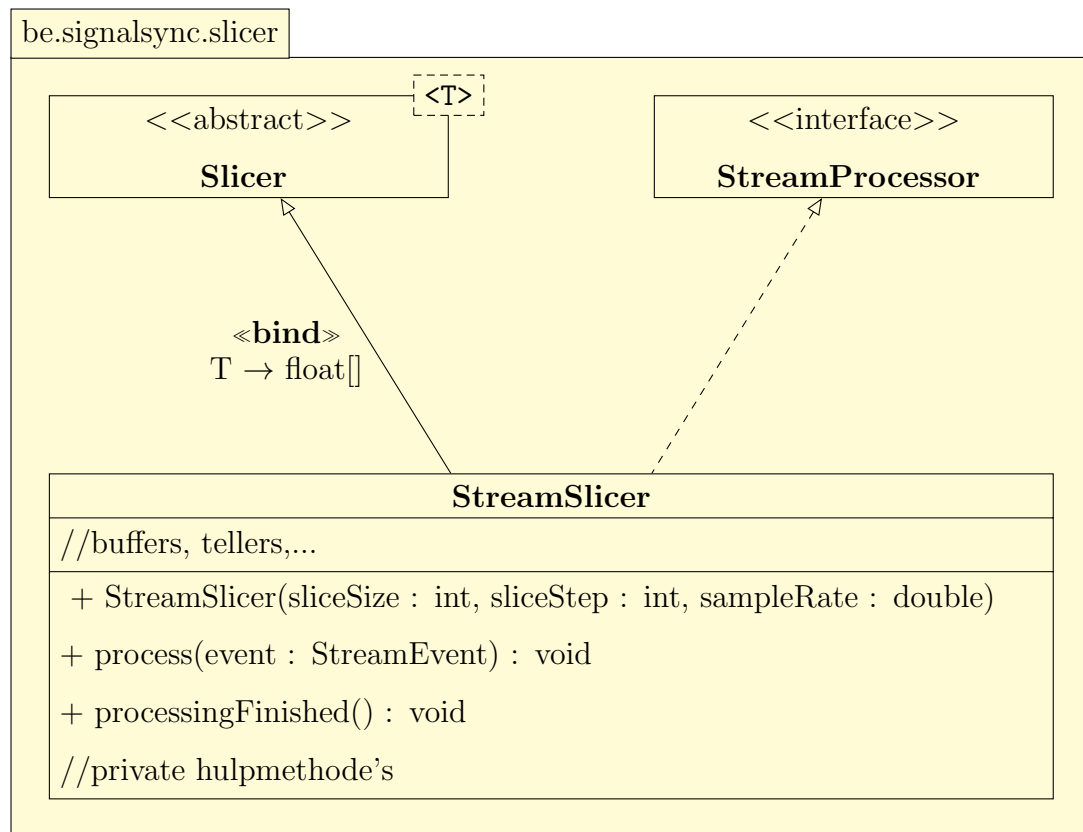 be.signalsync.slicer
<T>
<<abstract>>
Slicer
<<interface>>
StreamProcessor
≪bind≫
T → float[]
StreamSlicer
//buffers, tellers,...
+ StreamSlicer(sliceSize : int, sliceStep : int, sampleRate : double)
+ process(event : StreamEvent) : void
+ processingFinished() : void
//private hulpmethode's